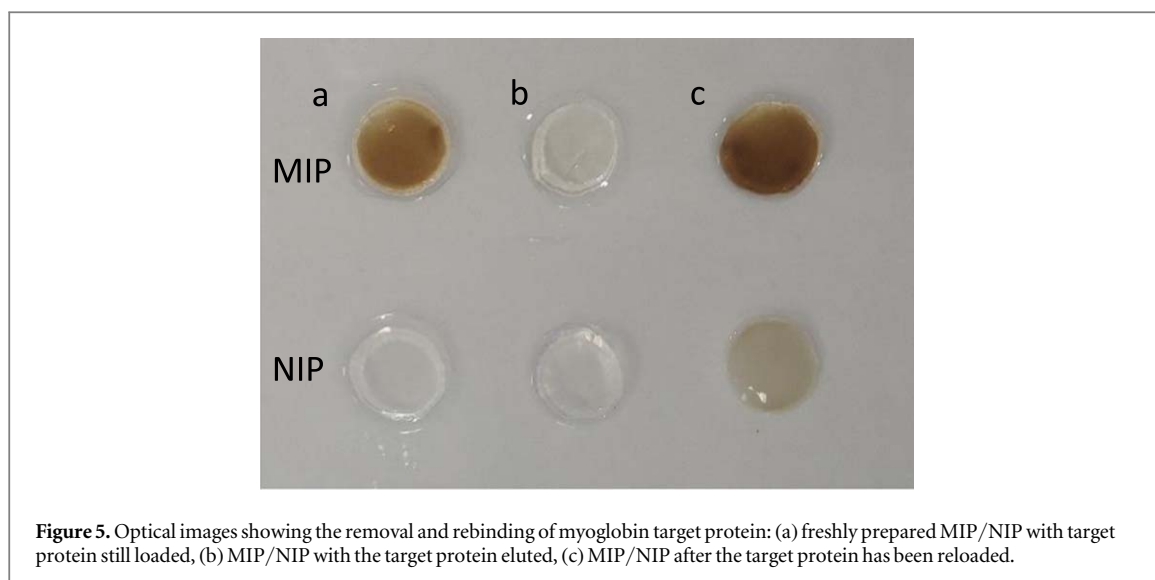 a b c
MIP
NIP
Figure 5. Optical images showing the removal and rebinding of myoglobin target protein: (a) freshly prepared MIP/NIP with target
protein still loaded, (b) MIP/NIP with the target protein eluted, (c) MIP/NIP after the target protein has been reloaded.